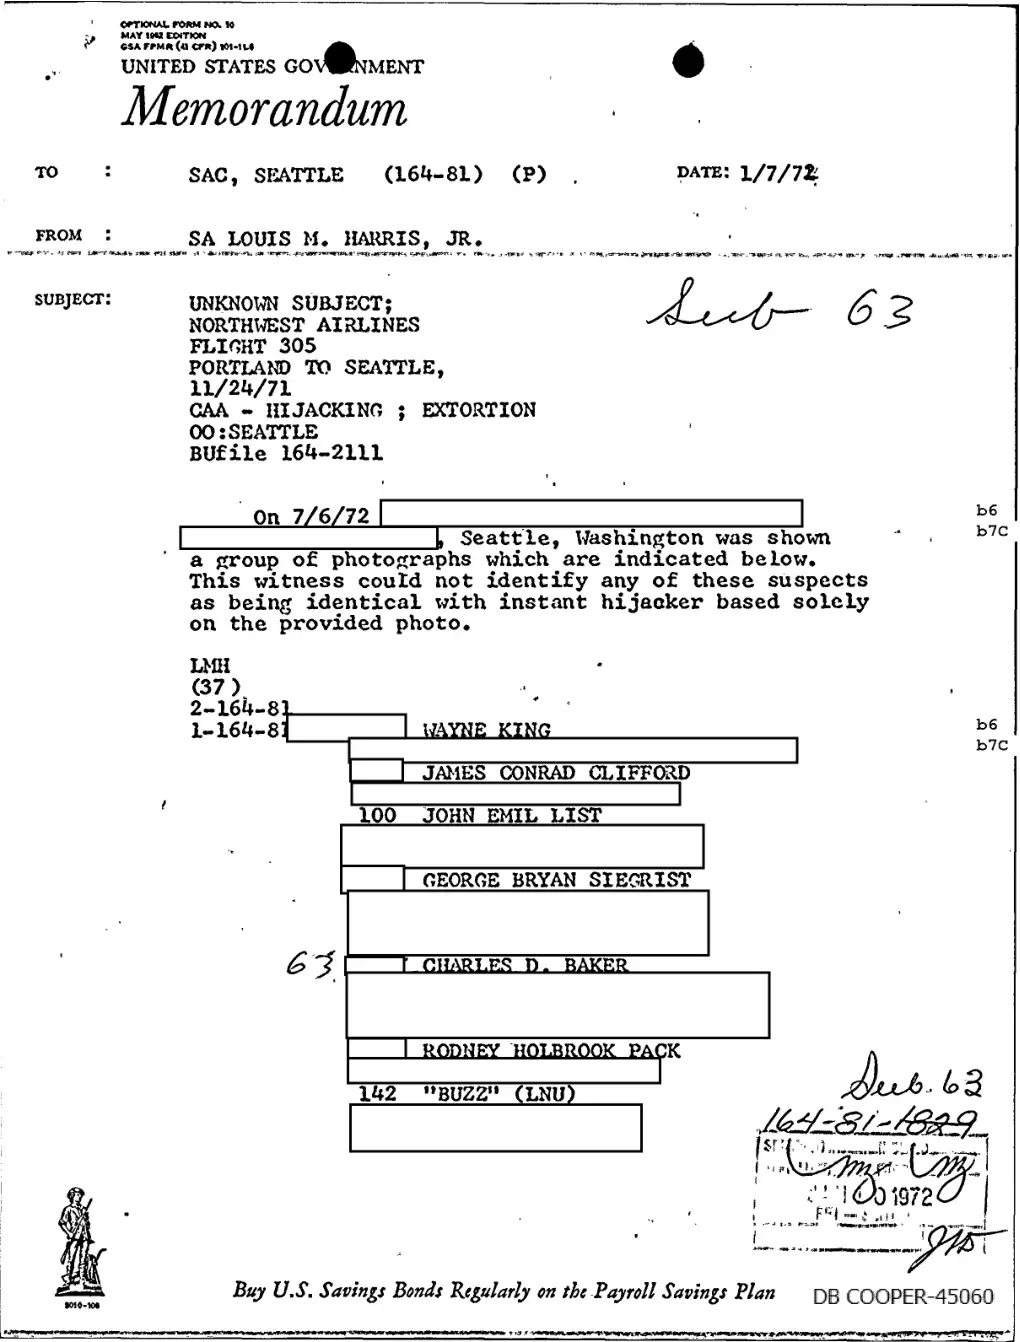 OPTIONAL FORM NO. 10
MAY 1962 EDITION
GSA FPMR (41 CFR) 101-11.6
UNITED STATES GOV NMENT
Memorandum
TO : SAC, SEATTLE (164-81) (P) . DATE: 1/7/72
FROM : SA LOUIS M. HARRIS, JR.
SUBJECT: UNKNOWN SUBJECT;
Sub 63
NORTHWEST AIRLINES
FLIGHT 305
PORTLAND TO SEATTLE,
11/24/71
CAA - HIJACKING ; EXTORTION
OO:SEATTLE
BUfile 164-2111
On 7/6/72 b6
, Seattle, Washington was shown b7C
a group of photographs which are indicated below.
This witness could not identify any of these suspects
as being identical with instant hijacker based solely
on the provided photo.
LMH
(37)
2-164-81
1-164-81 WAYNE KING b6
b7C
JAMES CONRAD CLIFFORD
100 JOHN EMIL LIST
GEORGE BRYAN SIEGRIST
63 CHARLES D. BAKER
RODNEY HOLBROOK PACK
142 "BUZZ" (LNU)
Sub. 63
164-81-1829
1972
5010-108
Buy U.S. Savings Bonds Regularly on the Payroll Savings Plan
DB COOPER-45060